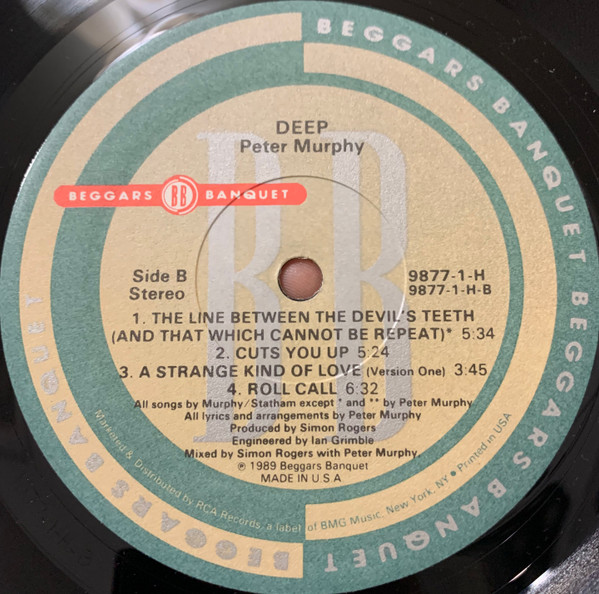 BEGGARS BANQUET BEGGARS BANQUET
BEGGARS BANQUET
DEEP
Peter Murphy
BEGGARS BB BANQUET
BB
Side B
Stereo
9877-1-H
9877-1-H-B
1. THE LINE BETWEEN THE DEVIL'S TEETH
(AND THAT WHICH CANNOT BE REPEAT)* 5:34
2. CUTS YOU UP 5:24
3. A STRANGE KIND OF LOVE (Version One) 3:45
4. ROLL CALL 6:32
All songs by Murphy/Statham except * and ** by Peter Murphy
All lyrics and arrangements by Peter Murphy
Produced by Simon Rogers
Engineered by Ian Grimble
Mixed by Simon Rogers with Peter Murphy
℗ 1989 Beggars Banquet
MADE IN U.S.A
Marketed & Distributed by RCA Records, a label of BMG Music, New York, NY • Printed in USA